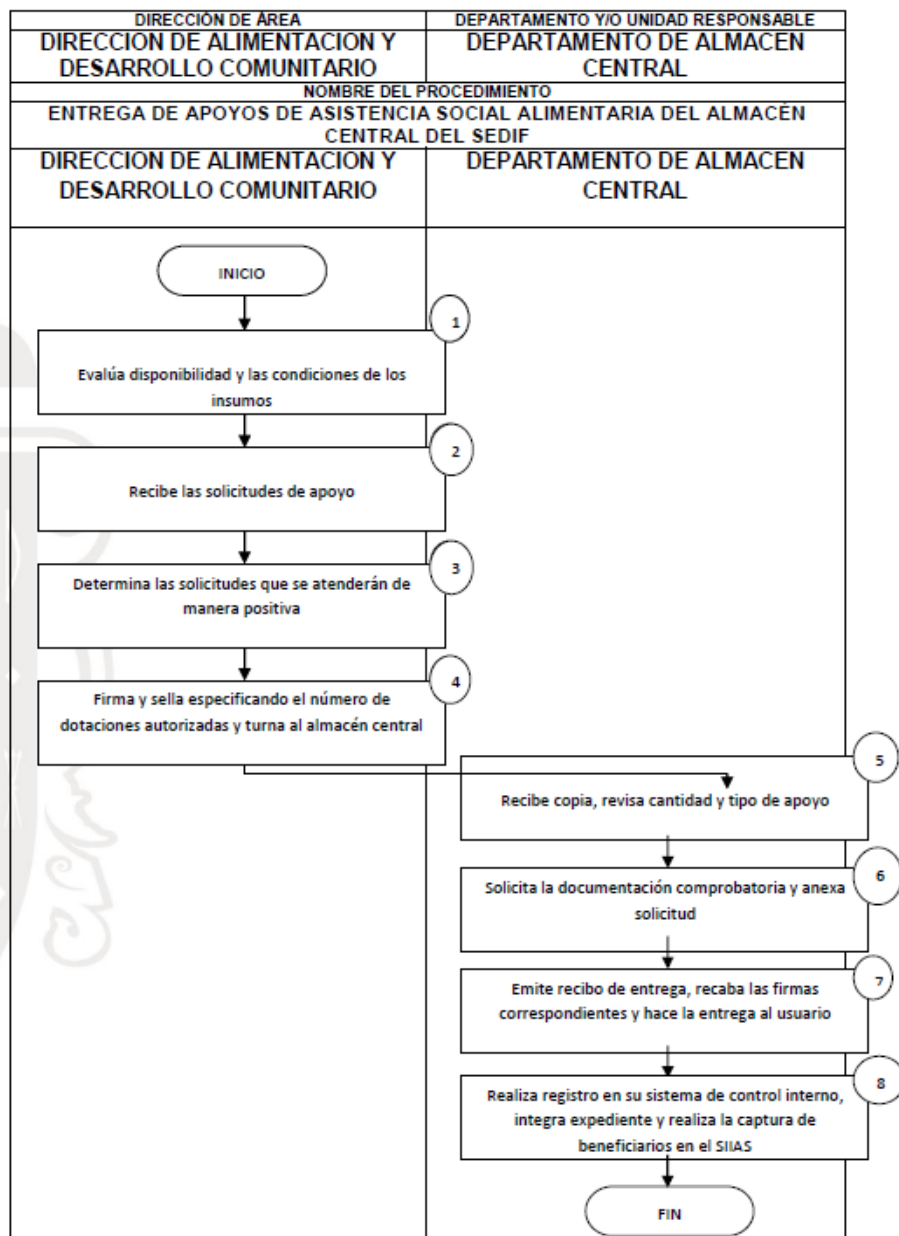 DIRECCIÓN DE ÁREA
DEPARTAMENTO Y/O UNIDAD RESPONSABLE
DIRECCION DE ALIMENTACION Y
DESARROLLO COMUNITARIO
DEPARTAMENTO DE ALMACEN
CENTRAL
NOMBRE DEL PROCEDIMIENTO
ENTREGA DE APOYOS DE ASISTENCIA SOCIAL ALIMENTARIA DEL ALMACÉN
CENTRAL DEL SEDIF
DIRECCION DE ALIMENTACION Y
DESARROLLO COMUNITARIO
DEPARTAMENTO DE ALMACEN
CENTRAL
INICIO
1
Evalúa disponibilidad y las condiciones de los
insumos
2
Recibe las solicitudes de apoyo
3
Determina las solicitudes que se atenderán de
manera positiva
4
Firma y sella especificando el número de
dotaciones autorizadas y turna al almacén central
5
Recibe copia, revisa cantidad y tipo de apoyo
6
Solicita la documentación comprobatoria y anexa
solicitud
7
Emite recibo de entrega, recaba las firmas
correspondientes y hace la entrega al usuario
8
Realiza registro en su sistema de control interno,
integra expediente y realiza la captura de
beneficiarios en el SIIAS
FIN